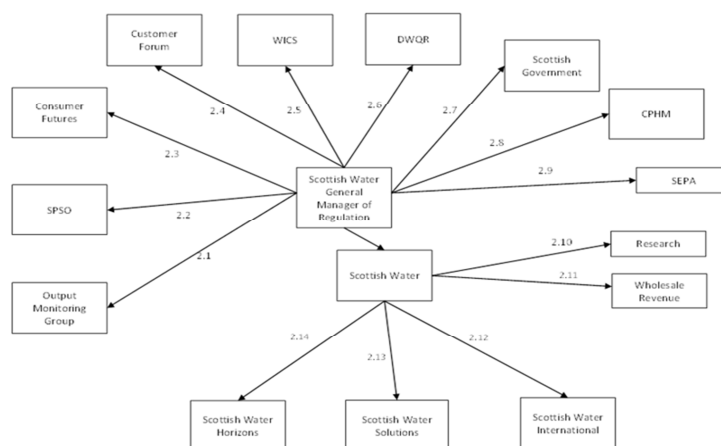 Customer
Forum
WICS
DWQR
Scottish
Government
Consumer
Futures
2.4
2.5
2.6
2.7
CPHM
2.3
2.8
Scottish Water
General
Manager of
Regulation
2.9
SEPA
SPSO
2.2
2.1
2.10
Research
Scottish Water
2.11
Wholesale
Revenue
Output
Monitoring
Group
2.14
2.13
2.12
Scottish Water
Horizons
Scottish Water
Solutions
Scottish Water
International